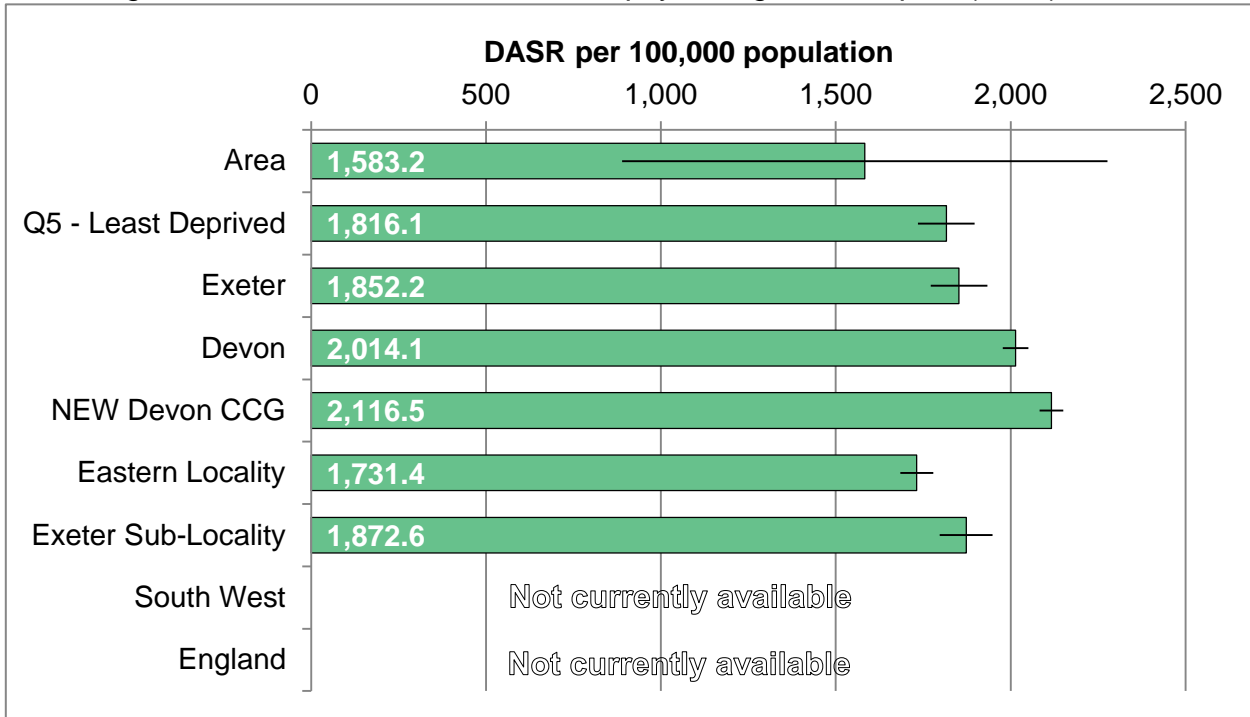 DASR per 100,000 population
0 500 1,000 1,500 2,000 2,500
Area 1,583.2
Q5 - Least Deprived 1,816.1
Exeter 1,852.2
Devon 2,014.1
NEW Devon CCG 2,116.5
Eastern Locality 1,731.4
Exeter Sub-Locality 1,872.6
South West Not currently available
England Not currently available